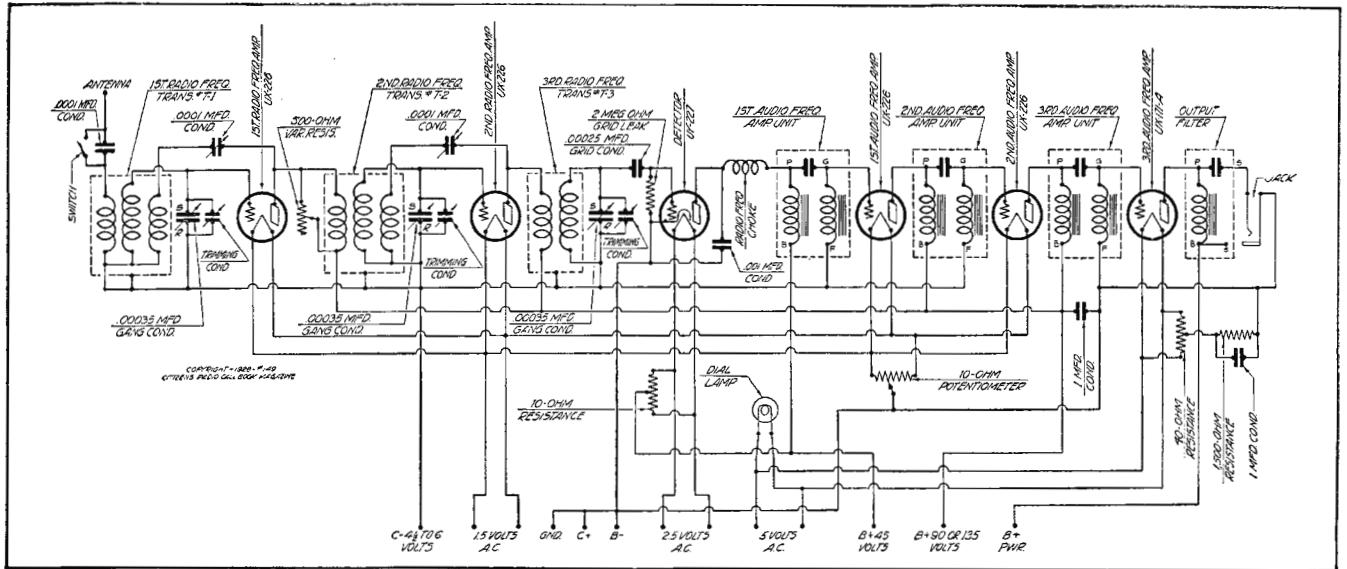 ANTENNA
.0001 MFD.
COND.
SWITCH
1ST. RADIO FREQ.
TRANS. #T-1
.0001 MFD.
COND.
1ST RADIO FREQ. AMP.
UX-226
500-OHM
VAR. RESIS.
2ND. RADIO FREQ.
TRANS. #T-2
.0001 MFD.
COND.
2ND. RADIO FREQ. AMP.
UX-226
3RD. RADIO FREQ.
TRANS #T-3
2 MEG OHM
GRID LEAK
.00025 MFD.
GRID COND.
DETECTOR
UY-227
RADIO FREQ.
CHOKE
.001 MFD.
COND
1ST AUDIO FREQ.
AMP UNIT
P G
B F
1ST AUDIO FREQ AMP
UX-226
2ND. AUDIO FREQ.
AMP. UNIT
P G
B F
2ND AUDIO FREQ AMP
UX-226
3RD AUDIO FREQ
AMP. UNIT
P G
B F
3RD. AUDIO FREQ AMP
UX-171-A
OUTPUT
FILTER
P S
B S
JACK
S
R
TRIMMING
COND
S
R
TRIMMING
COND
S
R
TRIMMING
COND
.00035 MFD.
GANG COND.
.00035 MFD.
GANG COND.
.00035 MFD.
GANG COND.
COPYRIGHT-1928-#149
CITIZENS RADIO CALL BOOK MAGAZINE
10-OHM
RESISTANCE
DIAL
LAMP
10-OHM
POTENTIOMETER
1 MFD.
COND.
40-OHM
RESISTANCE
1,500-OHM
RESISTANCE
1 MFD COND.
C-4½ TO 6
VOLTS
1.5 VOLTS
A.C.
GND.
C+
B-
2.5 VOLTS
A.C.
5 VOLTS
A.C.
B+45
VOLTS
B+90 OR 135
VOLTS
B+
PWR.